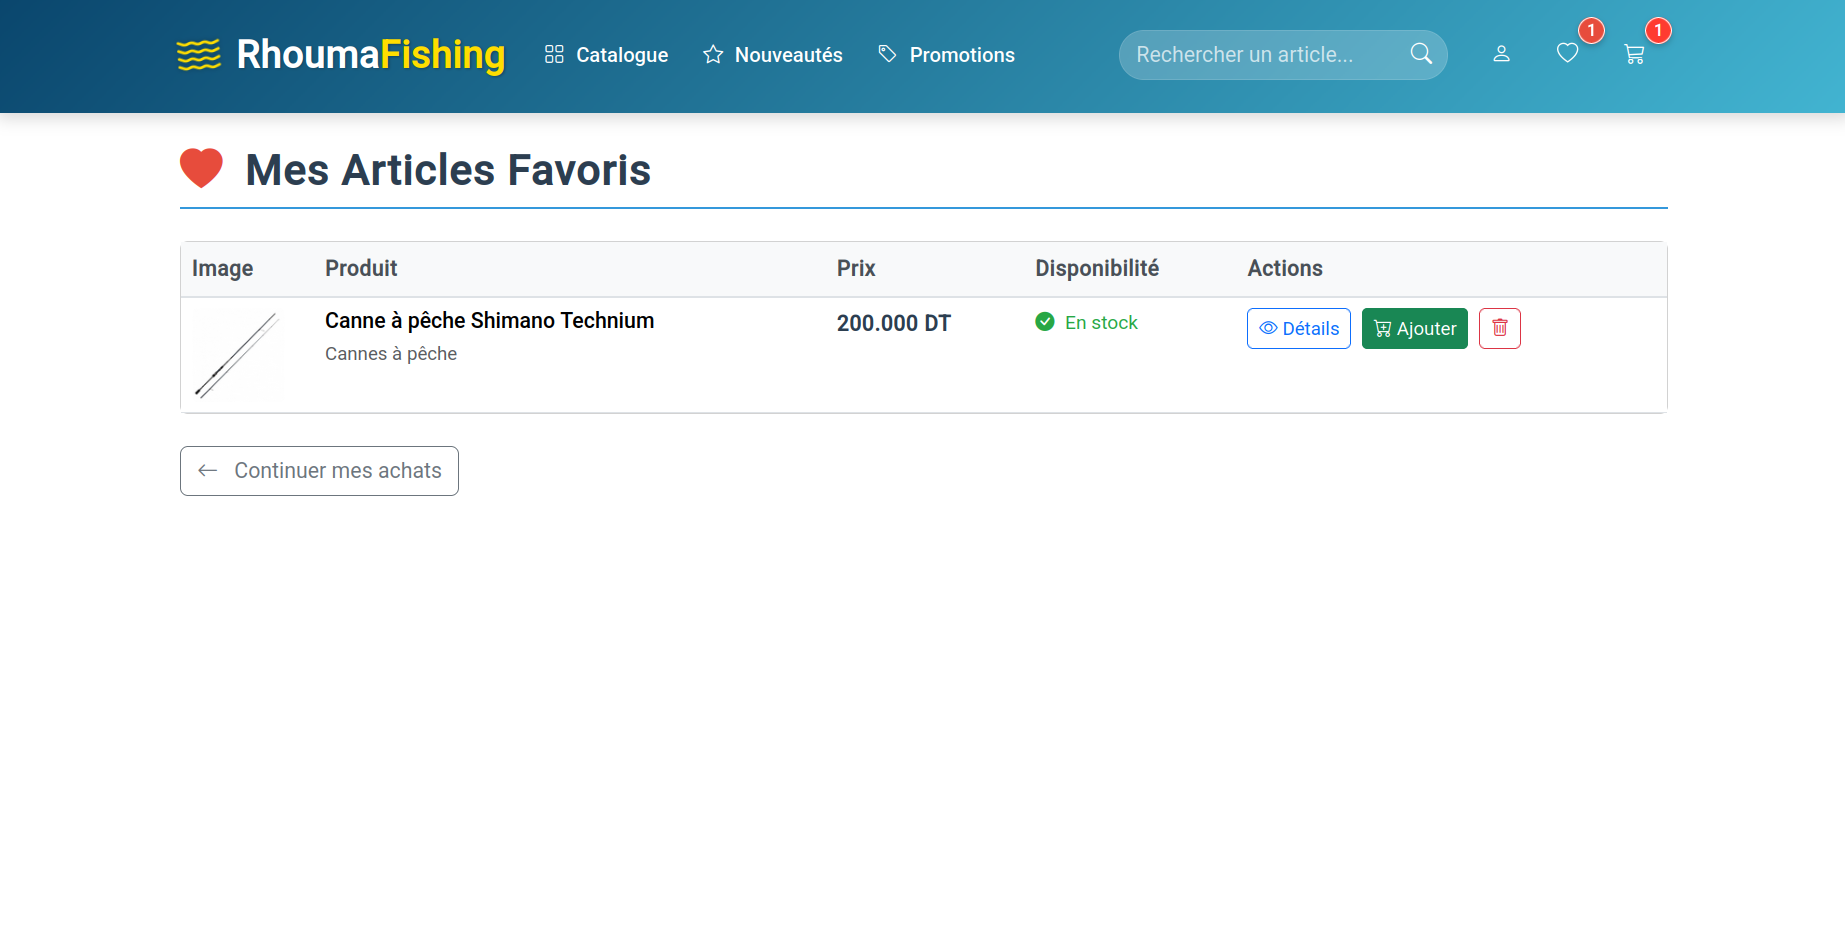 RhoumaFishing
Catalogue
Nouveautés
Promotions
Rechercher un article...
1
1
Mes Articles Favoris
Image Produit Prix Disponibilité Actions
Canne à pêche Shimano Technium 200.000 DT En stock Détails Ajouter
Cannes à pêche
Continuer mes achats